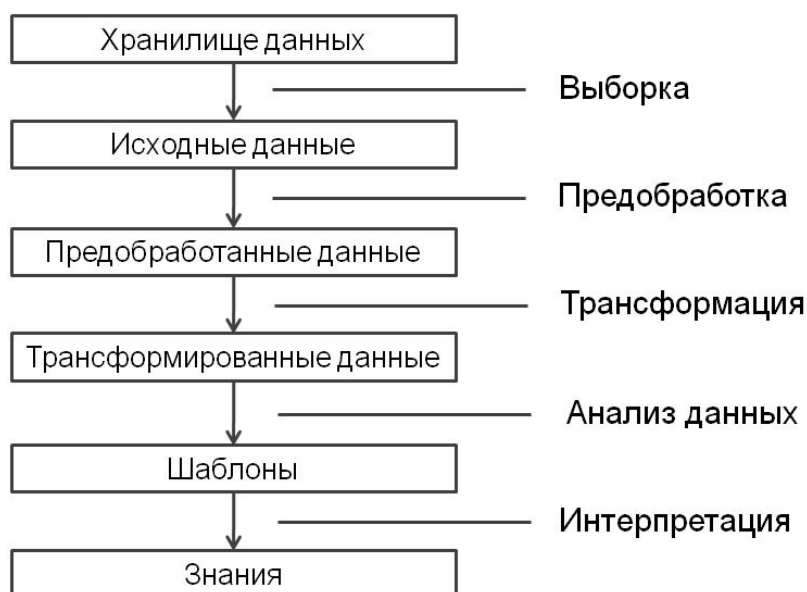 Хранилище данных
Выборка
Исходные данные
Предобработка
Предобработанные данные
Трансформация
Трансформированные данные
Анализ данных
Шаблоны
Интерпретация
Знания